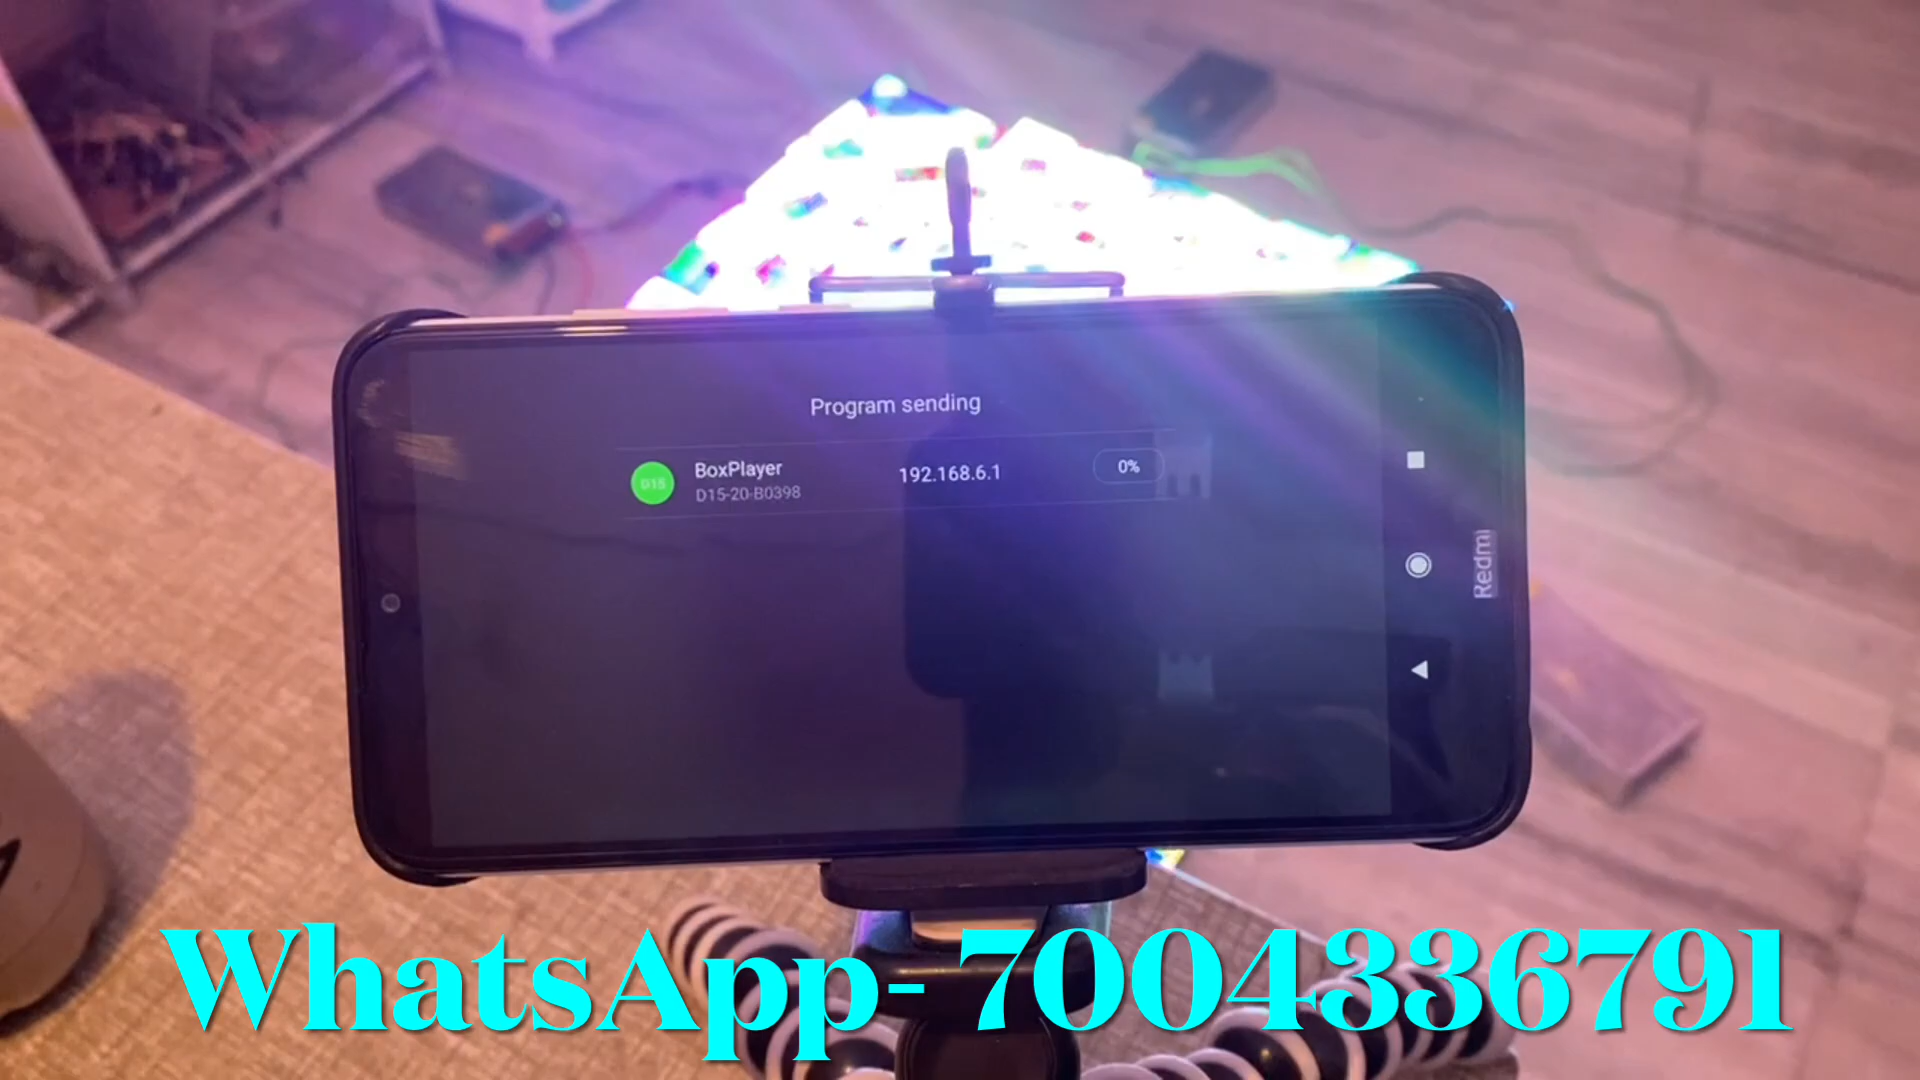 Program sending
D15
BoxPlayer
D15-20-B0398
192.168.6.1
0%
Redmi
WhatsApp-7004336791